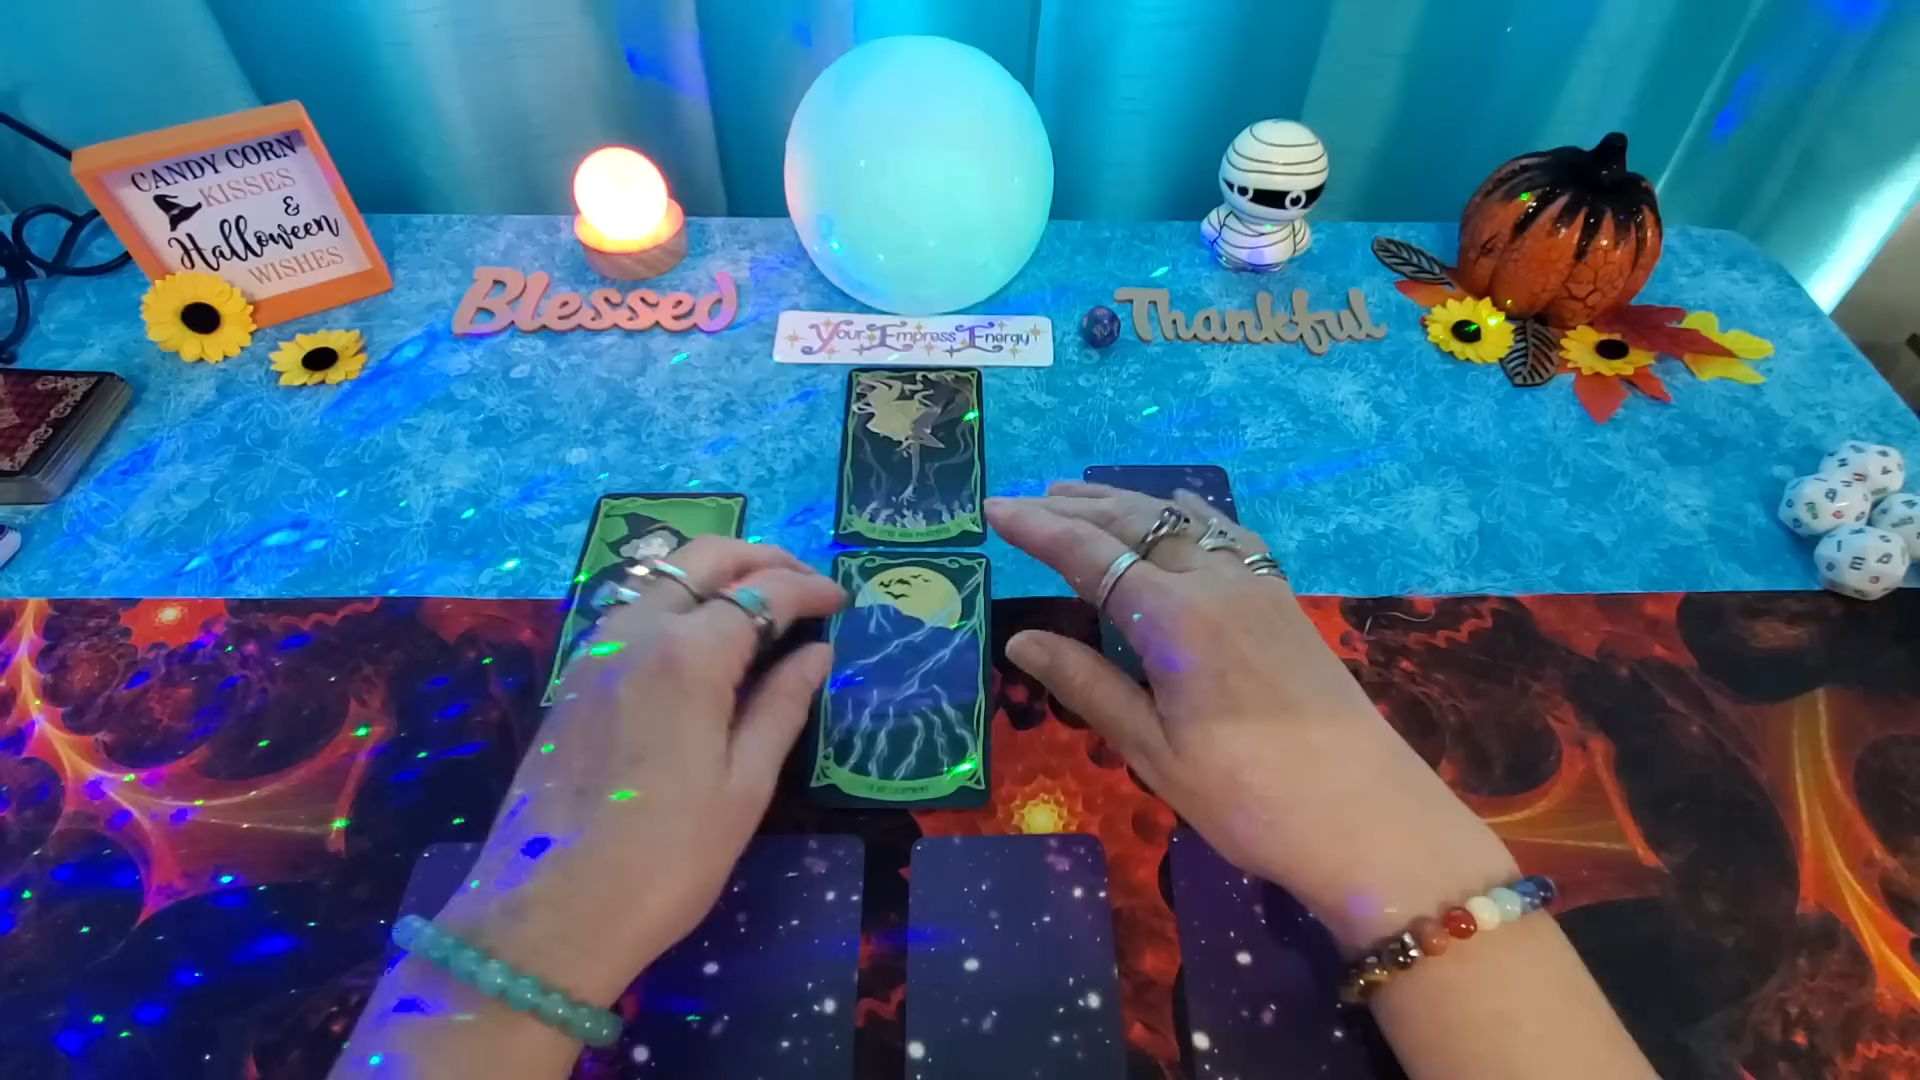 CANDY CORN
KISSES
&
Halloween
WISHES
Blessed
Your Empress Energy
Thankful